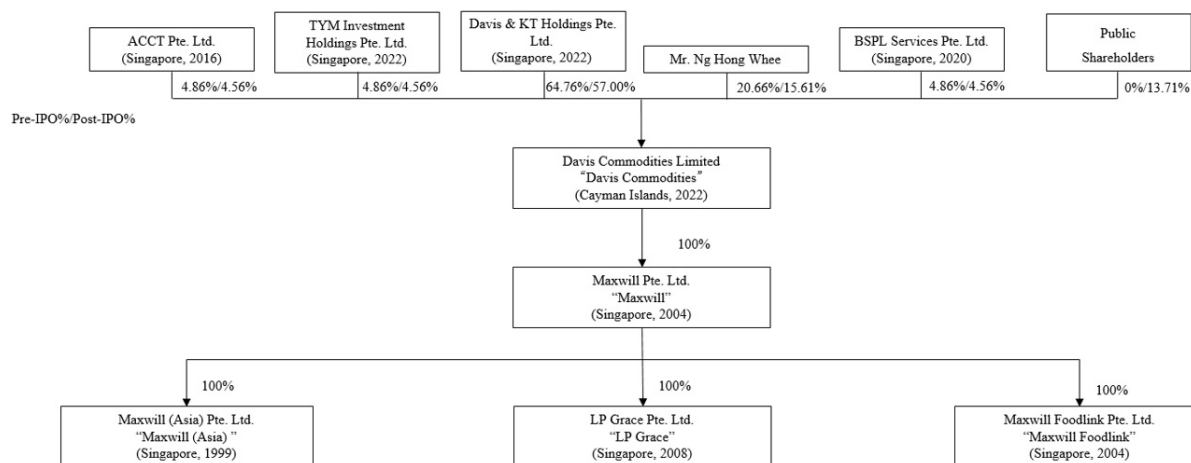 ACCT Pte. Ltd.
(Singapore, 2016)
TYM Investment
Holdings Pte. Ltd.
(Singapore, 2022)
Davis & KT Holdings Pte.
Ltd.
(Singapore, 2022)
Mr. Ng Hong Whee
BSPL Services Pte. Ltd.
(Singapore, 2020)
Public
Shareholders
4.86%/4.56%
4.86%/4.56%
64.76%/57.00%
20.66%/15.61%
4.86%/4.56%
0%/13.71%
Pre-IPO%/Post-IPO%
Davis Commodities Limited
“Davis Commodities”
(Cayman Islands, 2022)
100%
Maxwill Pte. Ltd.
“Maxwill”
(Singapore, 2004)
100%
100%
100%
Maxwill (Asia) Pte. Ltd.
“Maxwill (Asia) ”
(Singapore, 1999)
LP Grace Pte. Ltd.
“LP Grace”
(Singapore, 2008)
Maxwill Foodlink Pte. Ltd.
“Maxwill Foodlink”
(Singapore, 2004)